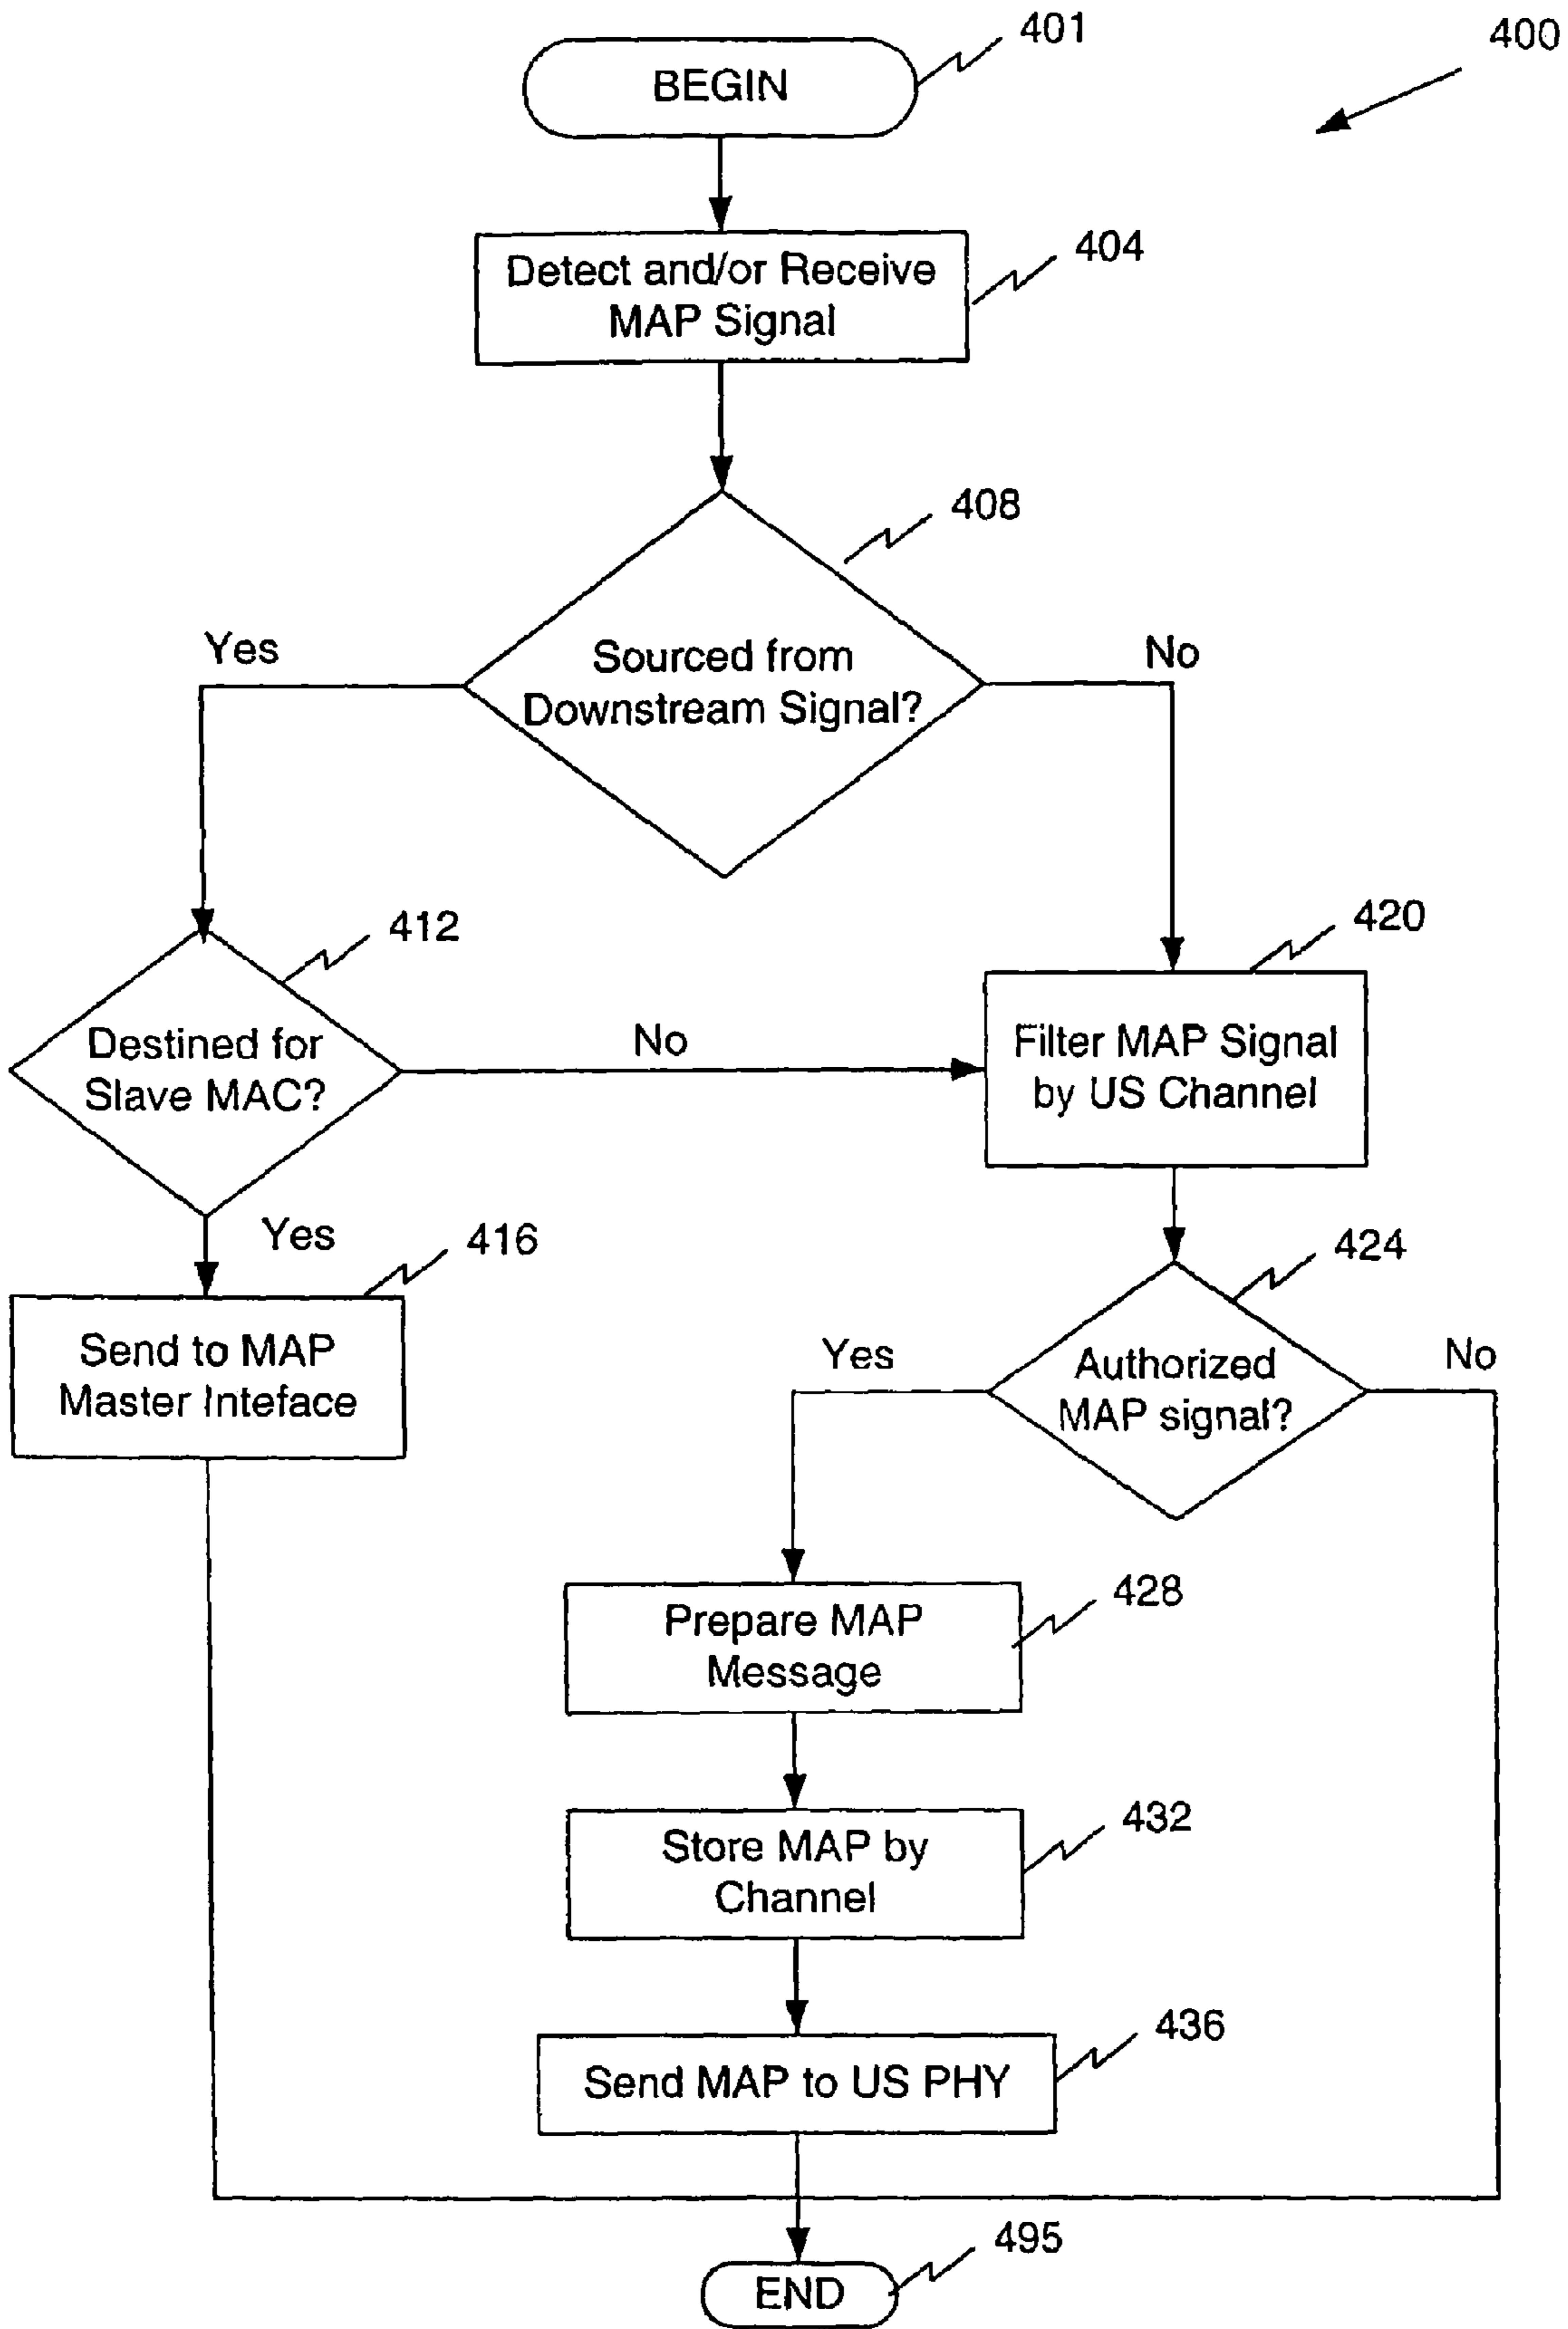 401
400
BEGIN
404
Detect and/or Receive
MAP Signal
408
Yes
No
Sourced from
Downstream Signal?
412
420
Destined for
Slave MAC?
No
Filter MAP Signal
by US Channel
Yes
416
424
Send to MAP
Master Inteface
Yes
No
Authorized
MAP signal?
428
Prepare MAP
Message
432
Store MAP by
Channel
436
Send MAP to US PHY
495
END